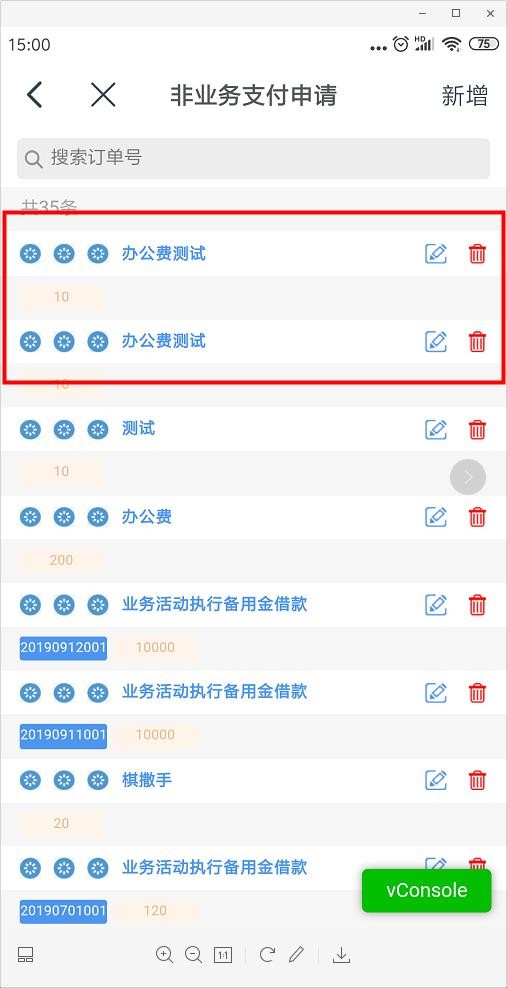 15:00
HD
75
非业务支付申请
新增
搜索订单号
共35条
办公费测试
10
办公费测试
10
测试
10
办公费
200
业务活动执行备用金借款
20190912001 10000
业务活动执行备用金借款
20190911001 10000
棋撒手
20
业务活动执行备用金借款
20190701001 120
vConsole
1:1